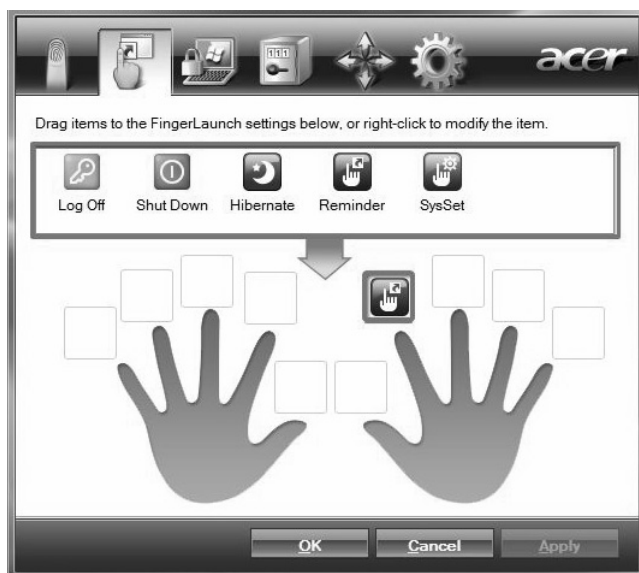 acer
Drag items to the FingerLaunch settings below, or right-click to modify the item.
Log Off Shut Down Hibernate Reminder SysSet
OK Cancel Apply